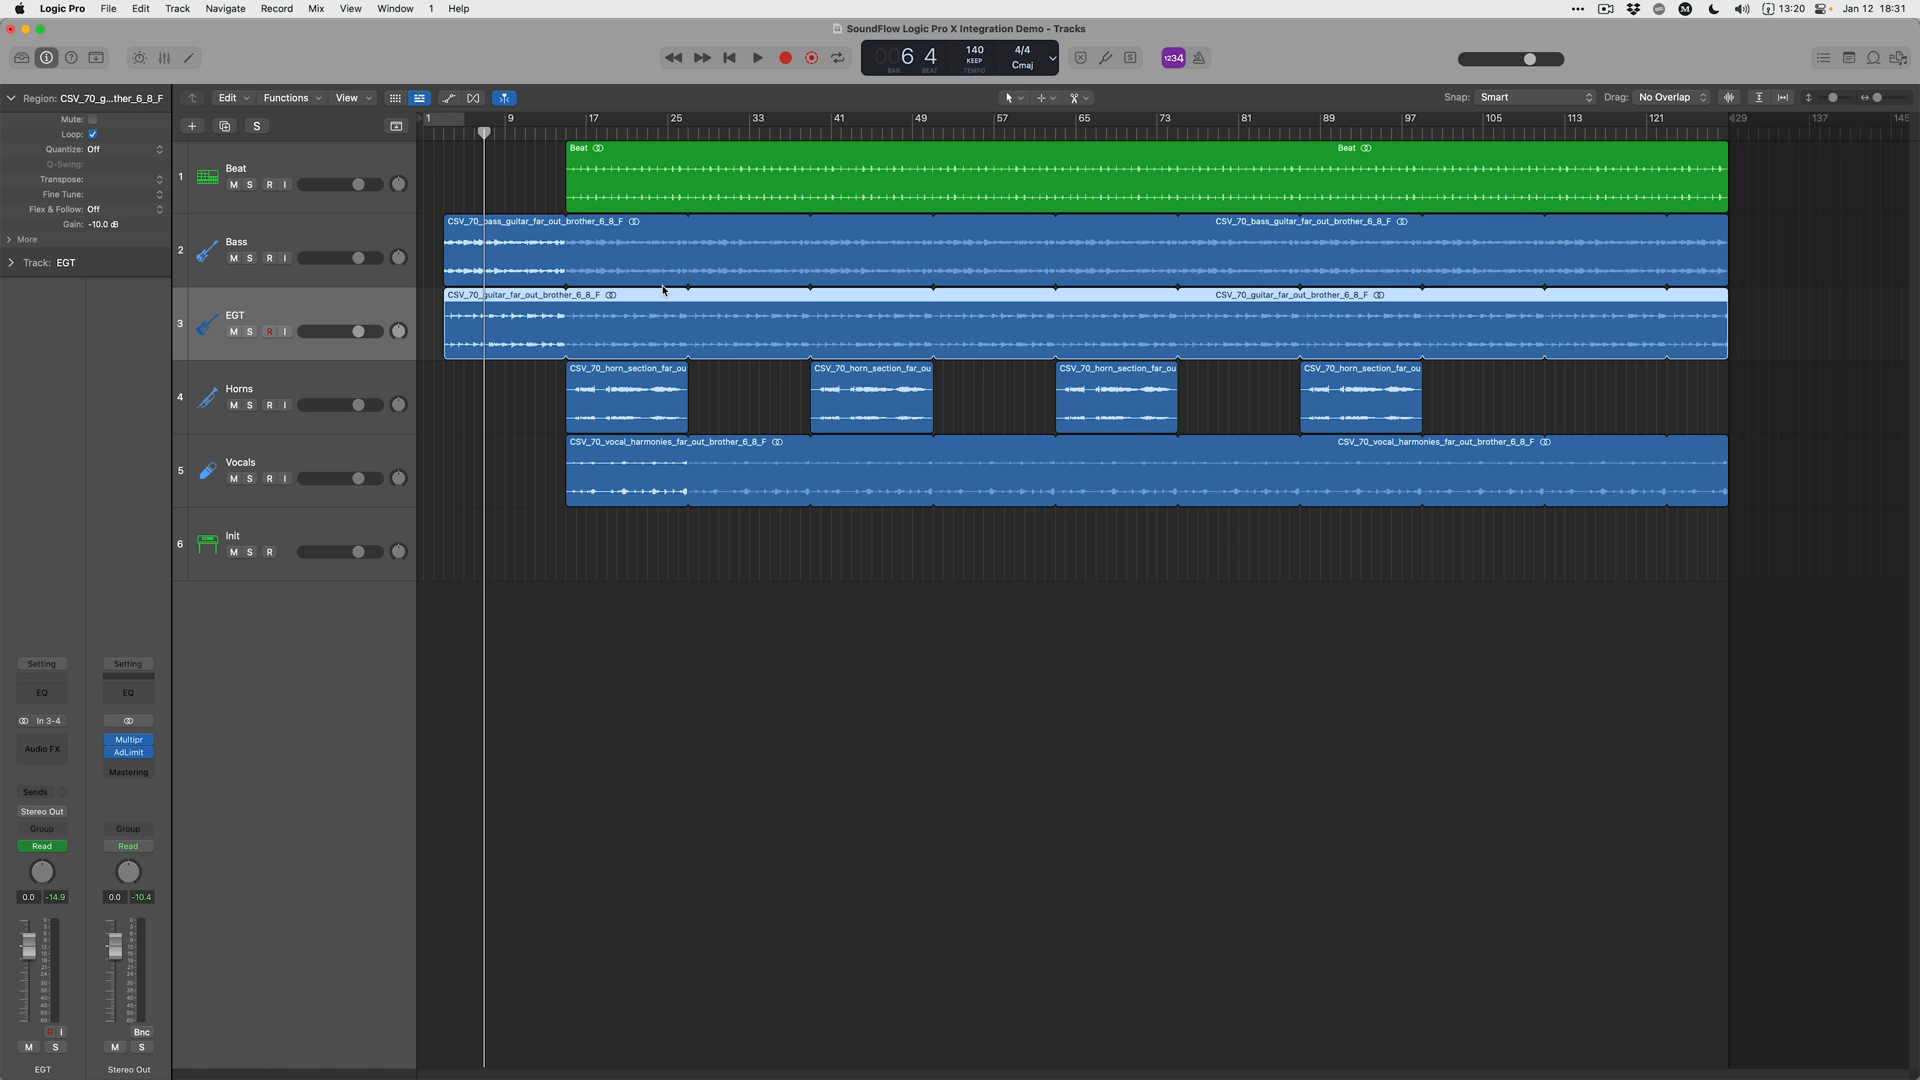 Logic Pro File Edit Track Navigate Record Mix View Window 1 Help 13:20 Jan 12 18:31
SoundFlow Logic Pro X Integration Demo - Tracks
006 4 140 4/4
BAR BEAT KEEP TEMPO Cmaj
1234
Region: CSV_70_g...ther_6_8_F
Edit Functions View
Snap: Smart
Drag: No Overlap
Mute:
Loop:
Quantize: Off
Q-Swing:
Transpose:
Fine Tune:
Flex & Follow: Off
Gain: -10.0 dB
More
Track: EGT
S
1 9 17 25 33 41 49 57 65 73 81 89 97 105 113 121 129 137 145
1 Beat
M S R I
Beat Beat
2 Bass
M S R I
CSV_70_bass_guitar_far_out_brother_6_8_F CSV_70_bass_guitar_far_out_brother_6_8_F
3 EGT
M S R I
CSV_70_guitar_far_out_brother_6_8_F CSV_70_guitar_far_out_brother_6_8_F
4 Horns
M S R I
CSV_70_horn_section_far_ou CSV_70_horn_section_far_ou CSV_70_horn_section_far_ou CSV_70_horn_section_far_ou
5 Vocals
M S R I
CSV_70_vocal_harmonies_far_out_brother_6_8_F CSV_70_vocal_harmonies_far_out_brother_6_8_F
6 Init
M S R
Setting Setting
EQ EQ
In 3-4
Audio FX
Multipr
AdLimit
Mastering
Sends
Stereo Out
Group Group
Read Read
0.0 -14.9 0.0 -10.4
R I Bnc
M S M S
EGT Stereo Out